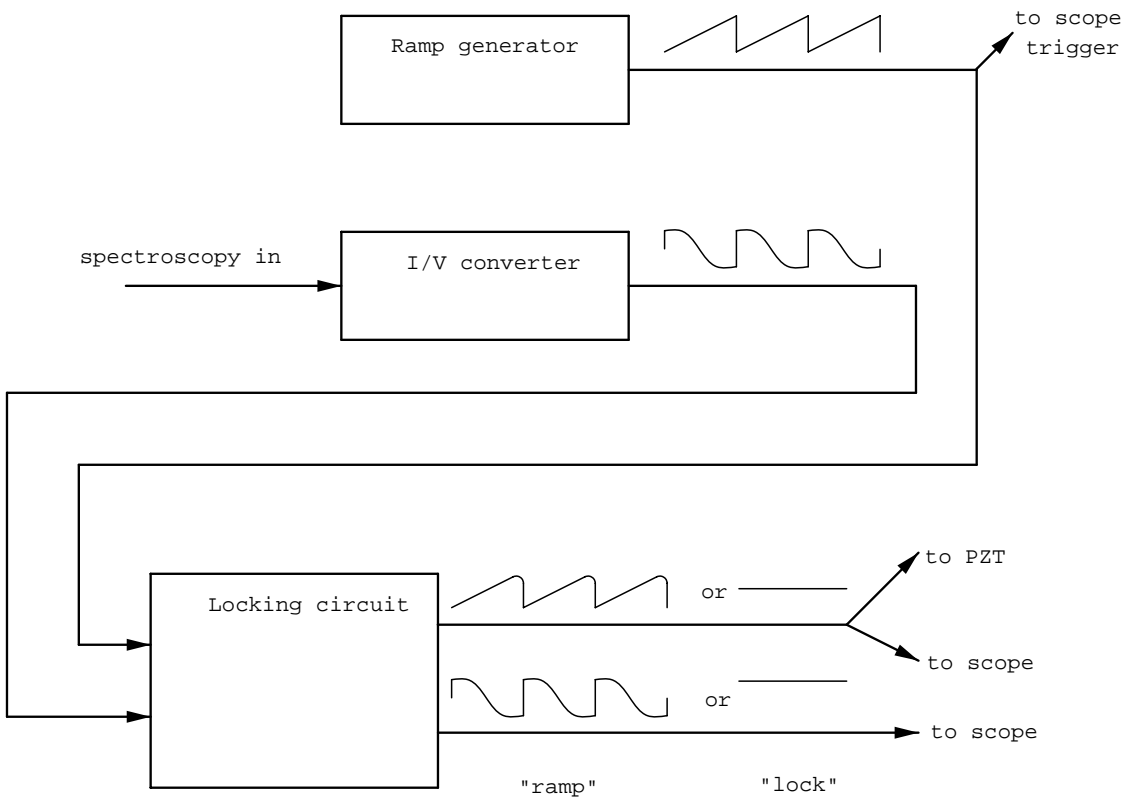 to scope
trigger
Ramp generator
spectroscopy in
I/V converter
to PZT
or
Locking circuit
to scope
or
to scope
"ramp"
"lock"